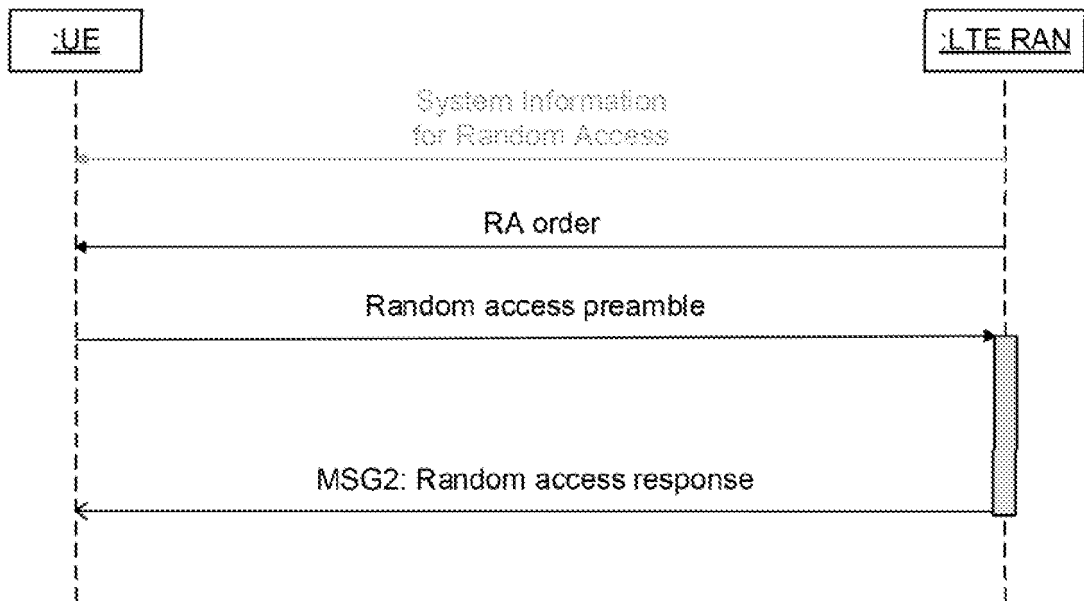 :UE
:LTE RAN
System Information
for Random Access
RA order
Random access preamble
MSG2: Random access response